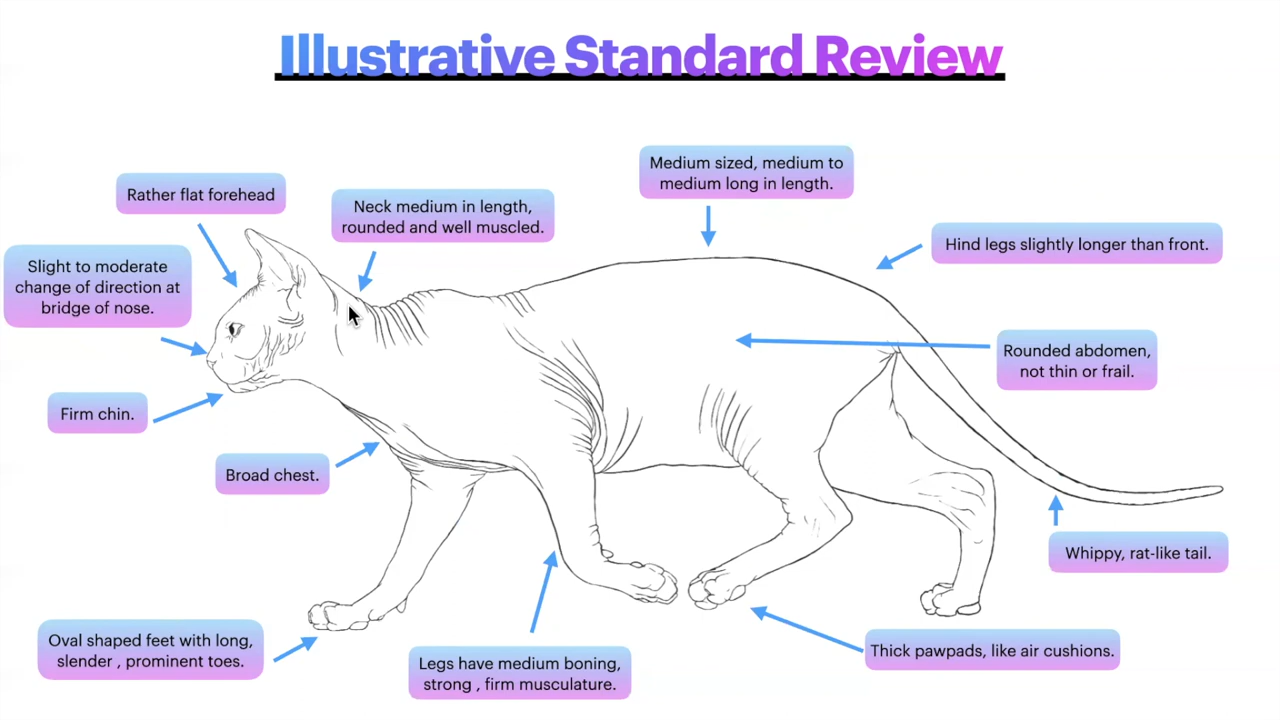 Illustrative Standard Review
Medium sized, medium to
medium long in length.
Rather flat forehead
Neck medium in length,
rounded and well muscled.
Hind legs slightly longer than front.
Slight to moderate
change of direction at
bridge of nose.
Rounded abdomen,
not thin or frail.
Firm chin.
Broad chest.
Whippy, rat-like tail.
Oval shaped feet with long,
slender , prominent toes.
Legs have medium boning,
strong , firm musculature.
Thick pawpads, like air cushions.